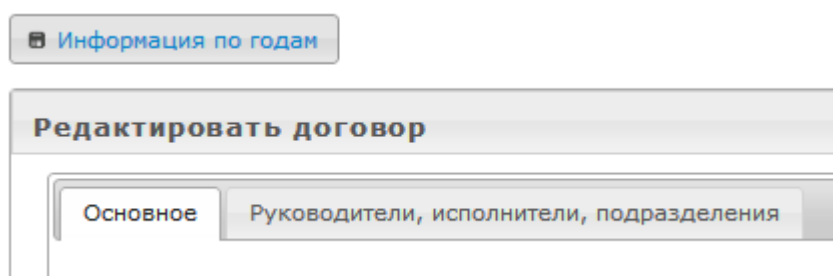 Информация по годам
Редактировать договор
Основное Руководители, исполнители, подразделения